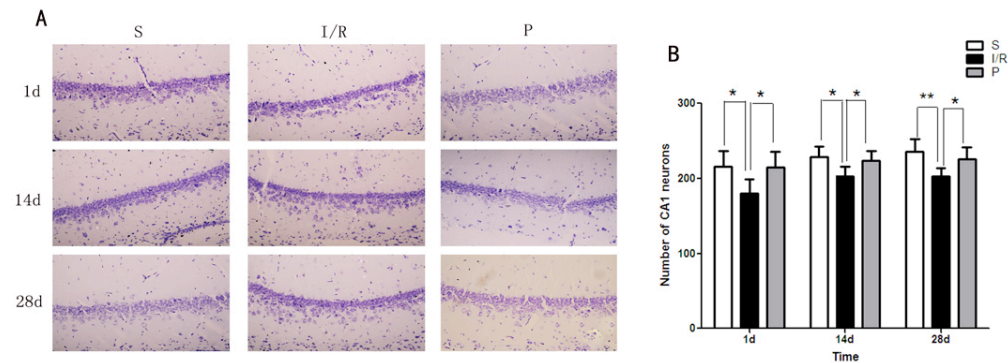 A
S I/R P
1d
14d
28d
B
S
I/R
P
* * * * ** *
300
200
100
0
Number of CA1 neurons
1d 14d 28d
Time